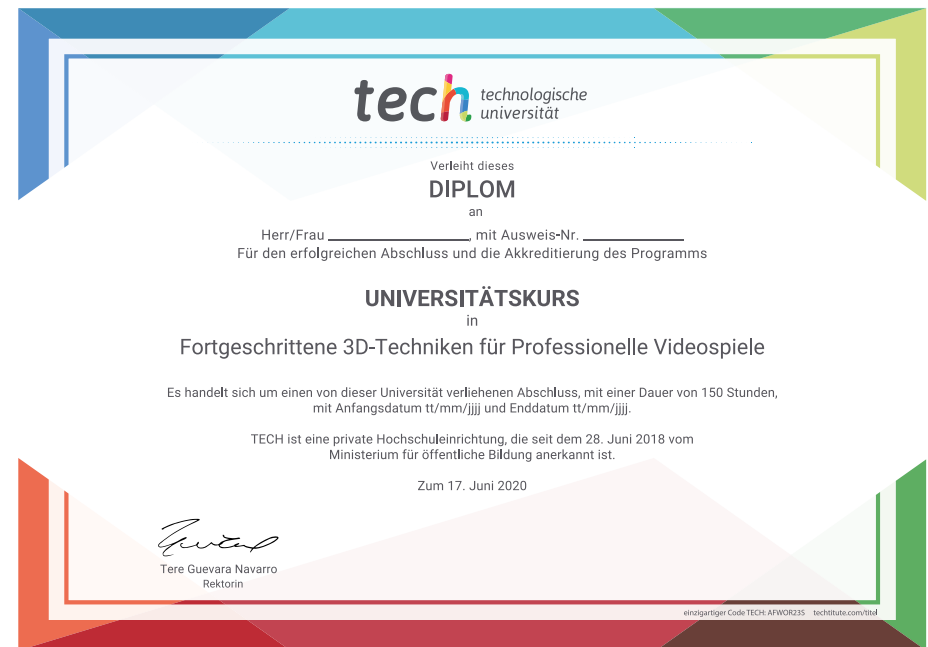 tech technologische
universität
Verleiht dieses
DIPLOM
an
Herr/Frau ____________, mit Ausweis-Nr. ____________
Für den erfolgreichen Abschluss und die Akkreditierung des Programms
UNIVERSITÄTSKURS
in
Fortgeschrittene 3D-Techniken für Professionelle Videospiele
Es handelt sich um einen von dieser Universität verliehenen Abschluss, mit einer Dauer von 150 Stunden,
mit Anfangsdatum tt/mm/jjjj und Enddatum tt/mm/jjjj.
TECH ist eine private Hochschuleinrichtung, die seit dem 28. Juni 2018 vom
Ministerium für öffentliche Bildung anerkannt ist.
Zum 17. Juni 2020
Tere Guevara Navarro
Rektorin
einzigartiger Code TECH: AFWOR23S techtitute.com/titel